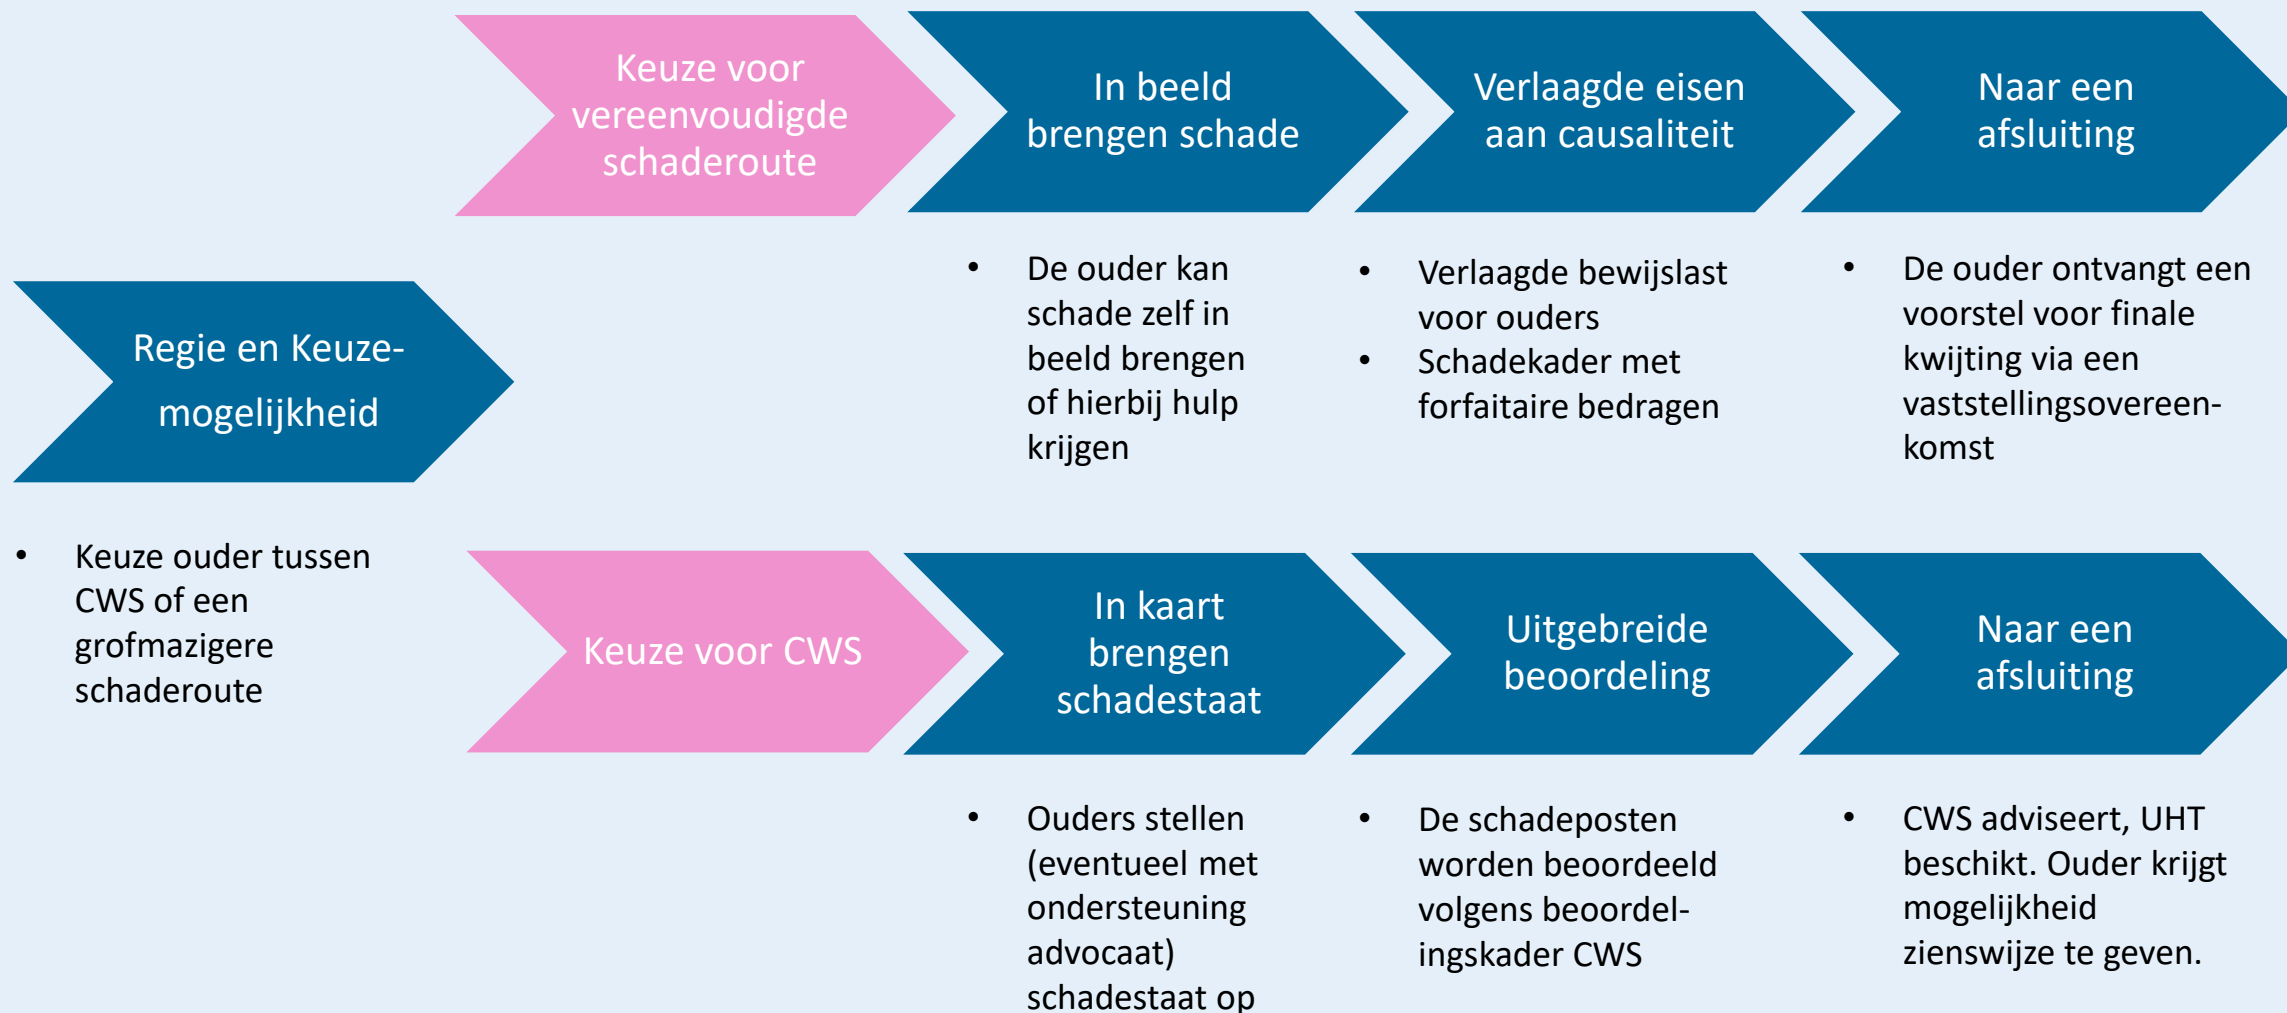 Regie en Keuze-
mogelijkheid
• Keuze ouder tussen
CWS of een
grofmazigere
schaderoute
Keuze voor
vereenvoudigde
schaderoute
In beeld
brengen schade
• De ouder kan
schade zelf in
beeld brengen
of hierbij hulp
krijgen
Verlaagde eisen
aan causaliteit
• Verlaagde bewijslast
voor ouders
• Schadekader met
forfaitaire bedragen
Naar een
afsluiting
• De ouder ontvangt een
voorstel voor finale
kwijting via een
vaststellingsovereen-
komst
Keuze voor CWS
In kaart
brengen
schadestaat
• Ouders stellen
(eventueel met
ondersteuning
advocaat)
schadestaat op
Uitgebreide
beoordeling
• De schadeposten
worden beoordeeld
volgens beoordel-
ingskader CWS
Naar een
afsluiting
• CWS adviseert, UHT
beschikt. Ouder krijgt
mogelijkheid
zienswijze te geven.